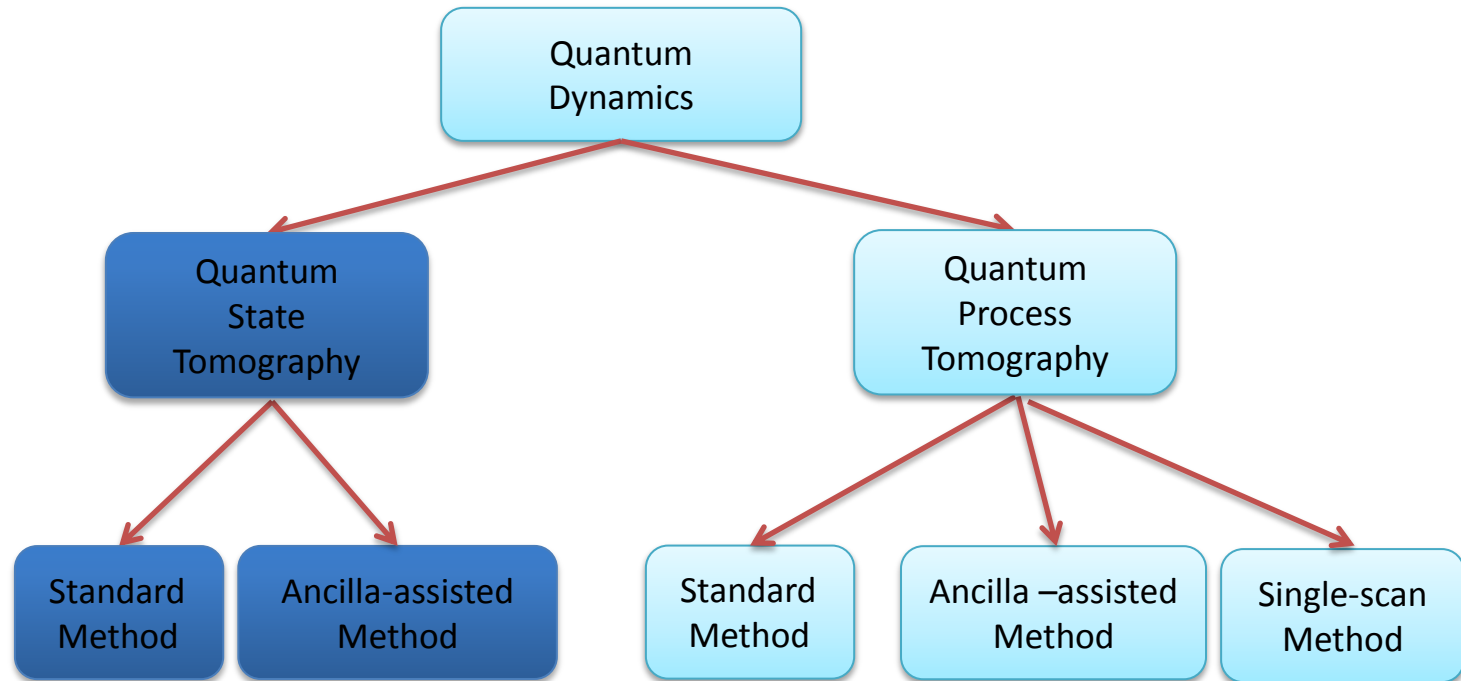 Quantum
Dynamics
Quantum
State
Tomography
Quantum
Process
Tomography
Standard
Method
Ancilla-assisted
Method
Standard
Method
Ancilla –assisted
Method
Single-scan
Method